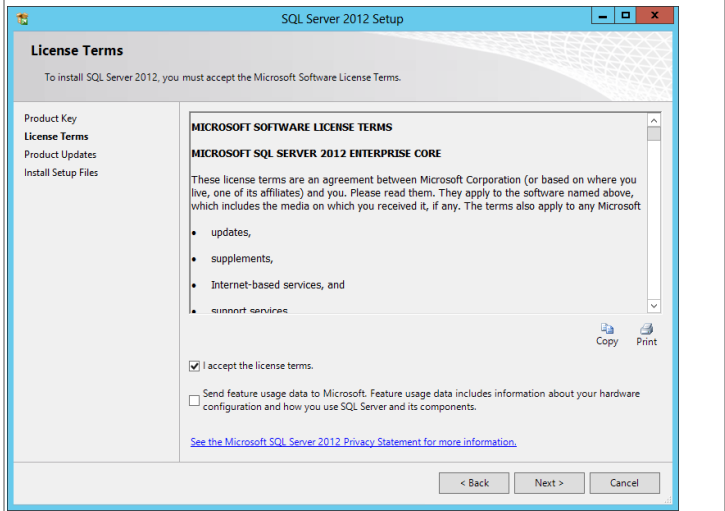 SQL Server 2012 Setup
License Terms
To install SQL Server 2012, you must accept the Microsoft Software License Terms.
Product Key
License Terms
Product Updates
Install Setup Files
MICROSOFT SOFTWARE LICENSE TERMS
MICROSOFT SQL SERVER 2012 ENTERPRISE CORE
These license terms are an agreement between Microsoft Corporation (or based on where you
live, one of its affiliates) and you. Please read them. They apply to the software named above,
which includes the media on which you received it, if any. The terms also apply to any Microsoft
• updates,
• supplements,
• Internet-based services, and
• support services
Copy Print
I accept the license terms.
Send feature usage data to Microsoft. Feature usage data includes information about your hardware
configuration and how you use SQL Server and its components.
See the Microsoft SQL Server 2012 Privacy Statement for more information.
< Back Next > Cancel